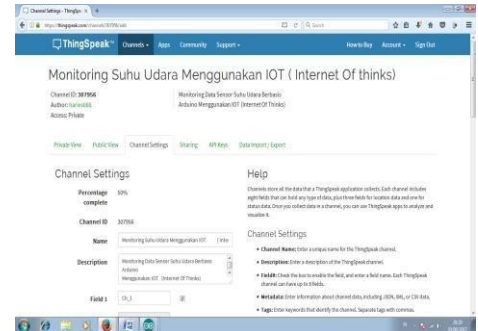 Channel Settings - ThingSpe...
https://thingspeak.com/channels/307956/edit
Search
ThingSpeak™ Channels Apps Community Support How to Buy Account Sign Out
Monitoring Suhu Udara Menggunakan IOT ( Internet Of thinks)
Channel ID: 307956
Author:
Access: Private
Monitoring Data Sensor Suhu Udara Berbasis
Arduino Menggunakan IOT (Internet Of Thinks)
Private View Public View Channel Settings Sharing API Keys Data Import / Export
Channel Settings
Percentage complete 50%
Channel ID 307956
Name Monitoring Suhu Udara Menggunakan IOT ( Inte
Description Monitoring Data Sensor Suhu Udara Berbasis
Arduino
Menggunakan IOT (Internet Of Thinks)
Field 1
Help
Channels store all the data that a ThingSpeak application collects. Each channel includes
eight fields that can hold any type of data, plus three fields for location data and one for
status data. Once you collect data in a channel, you can use ThingSpeak apps to analyze and
visualize it.
Channel Settings
• Channel Name: Enter a unique name for the ThingSpeak channel.
• Description: Enter a description of the ThingSpeak channel.
• Field#: Check the box to enable the field, and enter a field name. Each ThingSpeak
channel can have up to 8 fields.
• Metadata: Enter information about channel data, including JSON, XML, or CSV data.
• Tags: Enter keywords that identify the channel. Separate tags with commas.